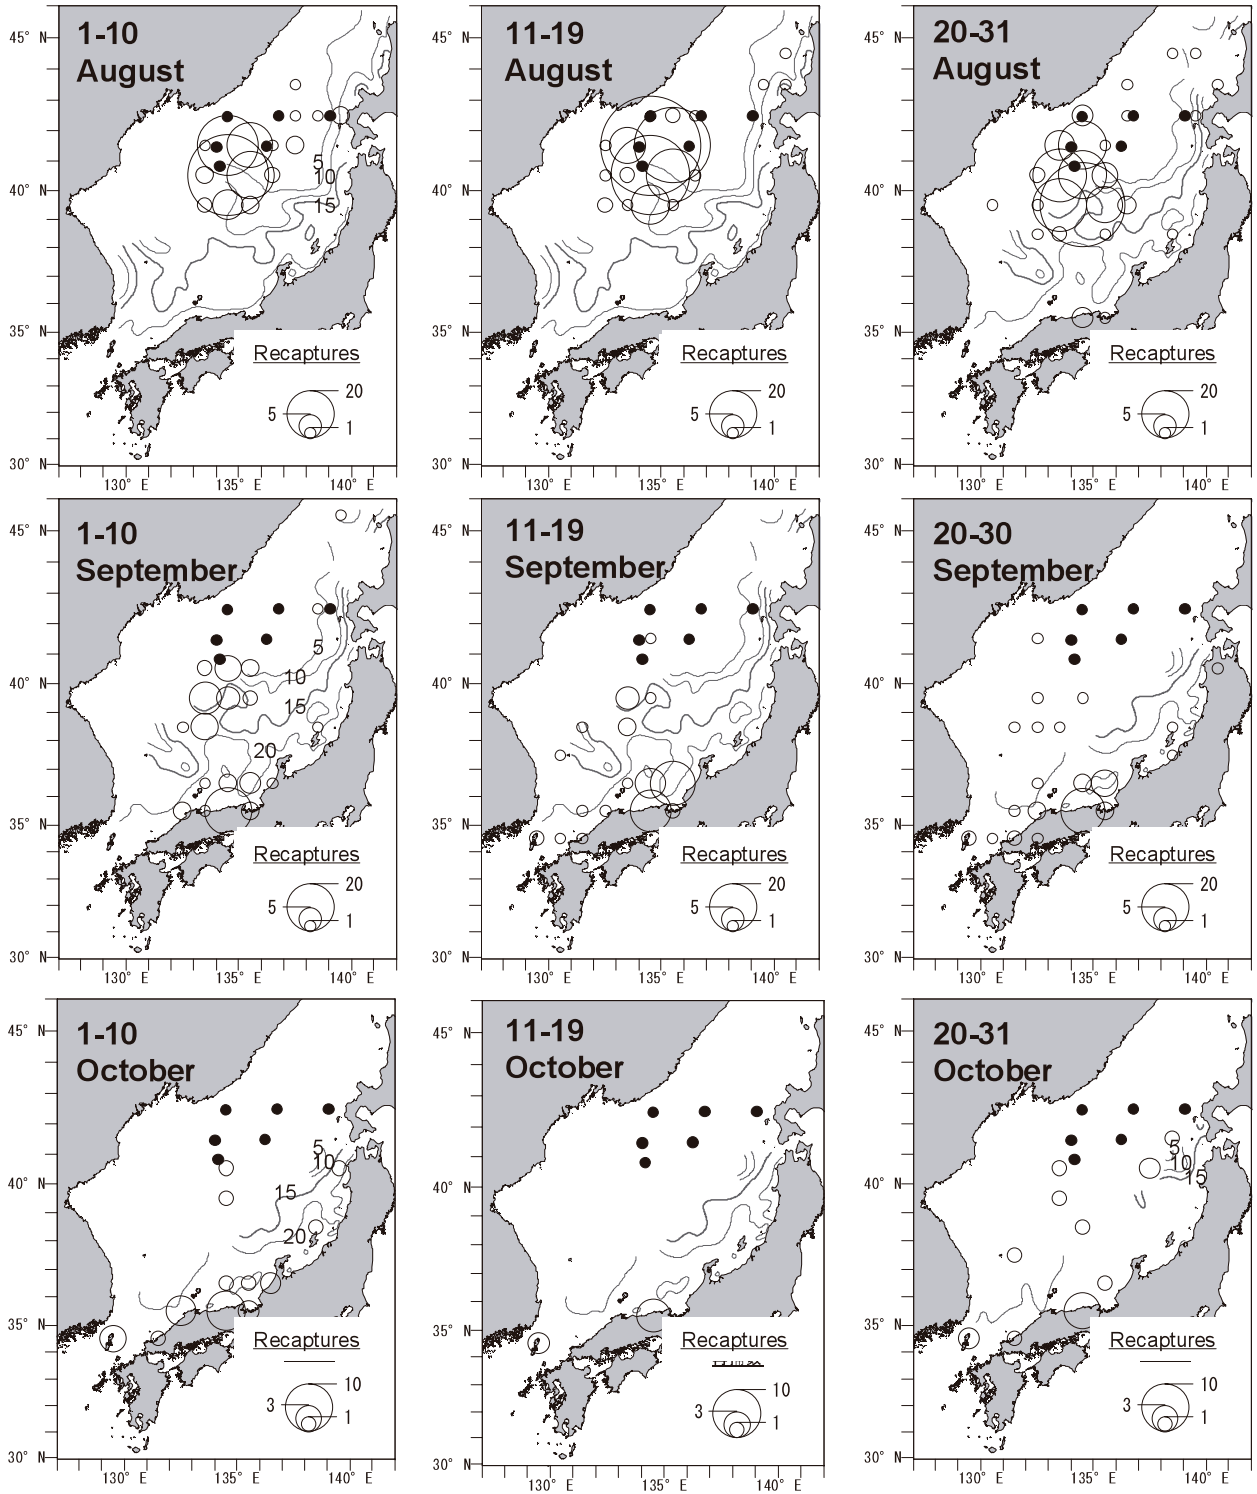 1-10
August
45° N
40° N
35° N
30° N
5
10
15
Recaptures
20
5
1
130° E
135° E
140° E
11-19
August
45° N
40° N
35° N
30° N
Recaptures
20
5
1
130° E
135° E
140° E
20-31
August
45° N
40° N
35° N
30° N
Recaptures
20
5
1
130° E
135° E
140° E
1-10
September
45° N
40° N
35° N
30° N
5
10
15
20
Recaptures
20
5
1
130° E
135° E
140° E
11-19
September
45° N
40° N
35° N
30° N
Recaptures
20
5
1
130° E
135° E
140° E
20-30
September
45° N
40° N
35° N
30° N
Recaptures
20
5
1
130° E
135° E
140° E
1-10
October
45° N
40° N
35° N
30° N
5
10
15
20
Recaptures
10
3
1
130° E
135° E
140° E
11-19
October
45° N
40° N
35° N
30° N
Recaptures
10
3
1
130° E
135° E
140° E
20-31
October
45° N
40° N
35° N
30° N
5
10
15
Recaptures
10
3
1
130° E
135° E
140° E